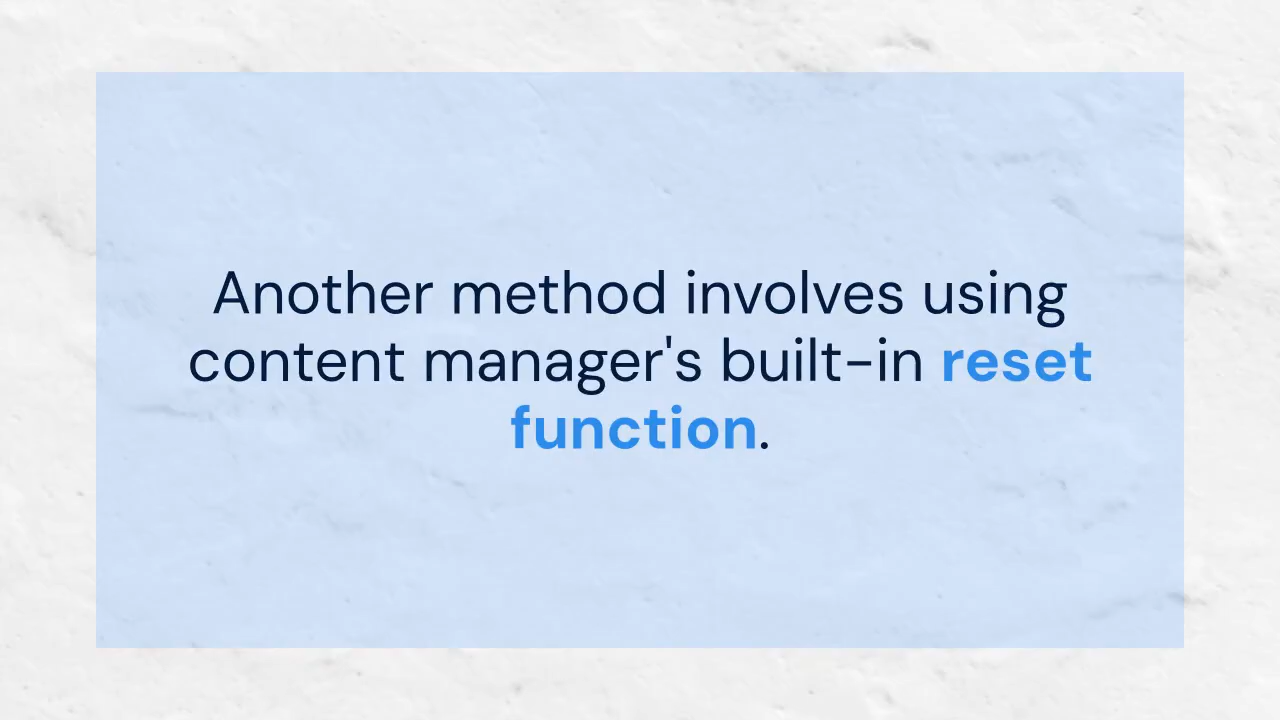 Another method involves using
content manager's built-in reset
function.